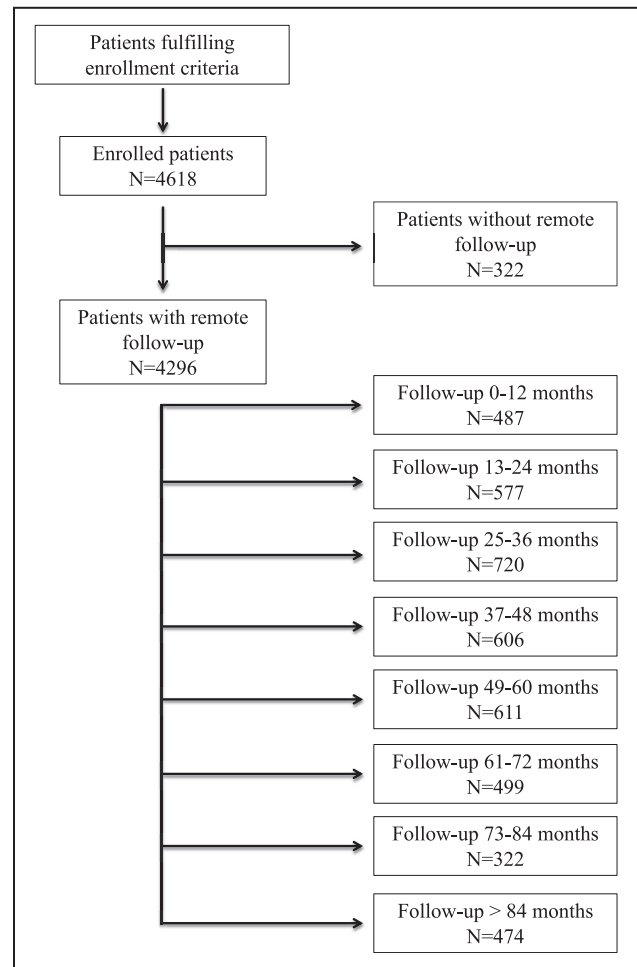 Patients fulfilling
enrollment criteria
Enrolled patients
N=4618
Patients without remote
follow-up
N=322
Patients with remote
follow-up
N=4296
Follow-up 0-12 months
N=487
Follow-up 13-24 months
N=577
Follow-up 25-36 months
N=720
Follow-up 37-48 months
N=606
Follow-up 49-60 months
N=611
Follow-up 61-72 months
N=499
Follow-up 73-84 months
N=322
Follow-up > 84 months
N=474